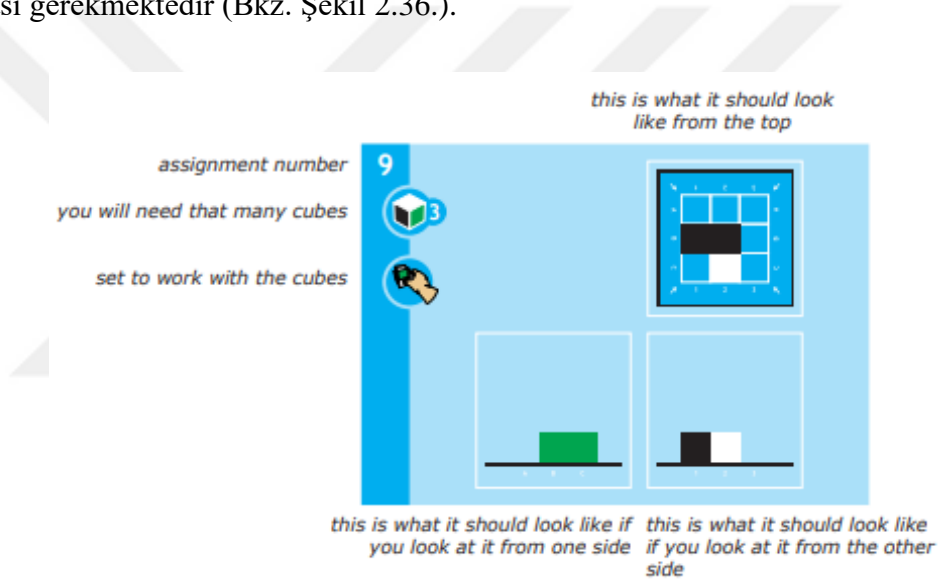 si gerekmektedir (Bkz. Şekil 2.36.).
this is what it should look
like from the top
assignment number
9
you will need that many cubes
3
set to work with the cubes
this is what it should look like if
you look at it from one side
this is what it should look like
if you look at it from the other
side